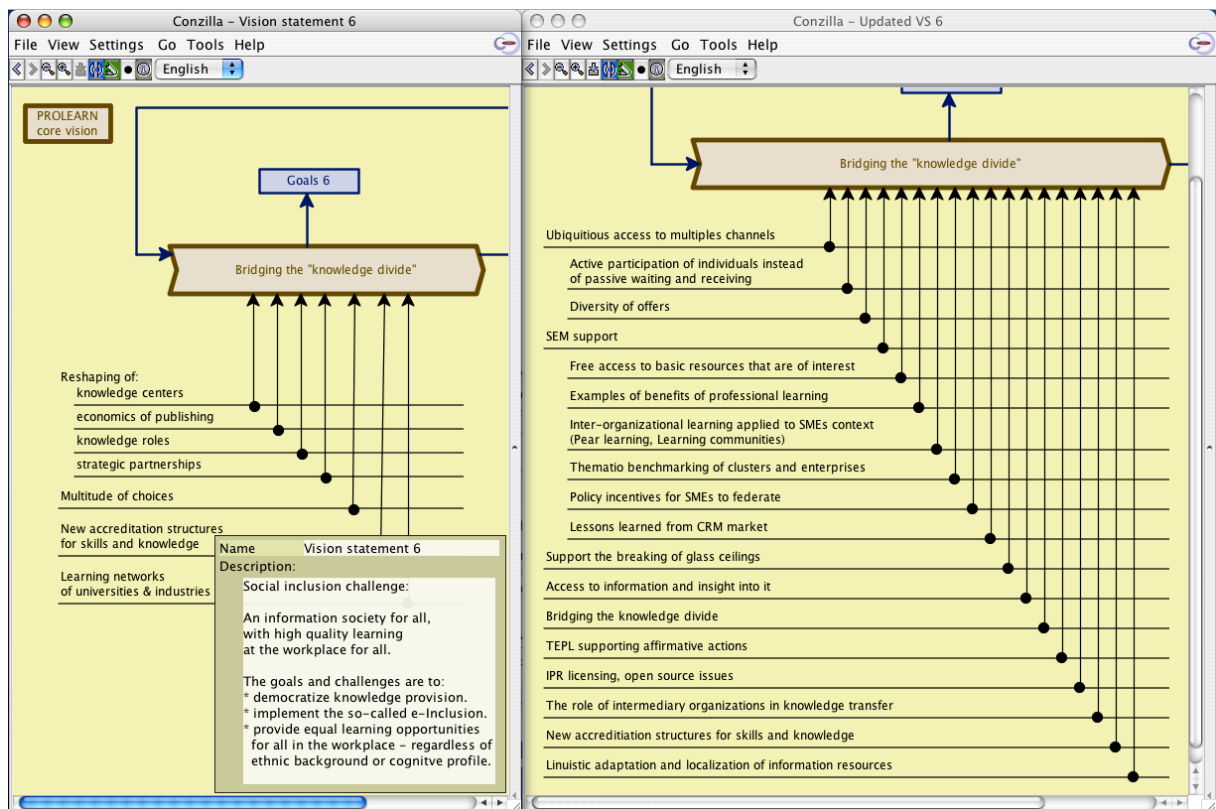 Conzilla – Vision statement 6
File View Settings Go Tools Help
English
PROLEARN
core vision
Goals 6
Bridging the "knowledge divide"
Reshaping of:
knowledge centers
economics of publishing
knowledge roles
strategic partnerships
Multitude of choices
New accreditation structures
for skills and knowledge
Learning networks
of universities & industries
Name Vision statement 6
Description:
Social inclusion challenge:
An information society for all,
with high quality learning
at the workplace for all.
The goals and challenges are to:
* democratize knowledge provision.
* implement the so-called e-Inclusion.
* provide equal learning opportunities
for all in the workplace – regardless of
ethnic background or cognitve profile.
Conzilla – Updated VS 6
File View Settings Go Tools Help
English
Bridging the "knowledge divide"
Ubiquitious access to multiples channels
Active participation of individuals instead
of passive waiting and receiving
Diversity of offers
SEM support
Free access to basic resources that are of interest
Examples of benefits of professional learning
Inter-organizational learning applied to SMEs context
(Pear learning, Learning communities)
Thematio benchmarking of clusters and enterprises
Policy incentives for SMEs to federate
Lessons learned from CRM market
Support the breaking of glass ceilings
Access to information and insight into it
Bridging the knowledge divide
TEPL supporting affirmative actions
IPR licensing, open source issues
The role of intermediary organizations in knowledge transfer
New accreditiation structures for skills and knowledge
Linuistic adaptation and localization of information resources